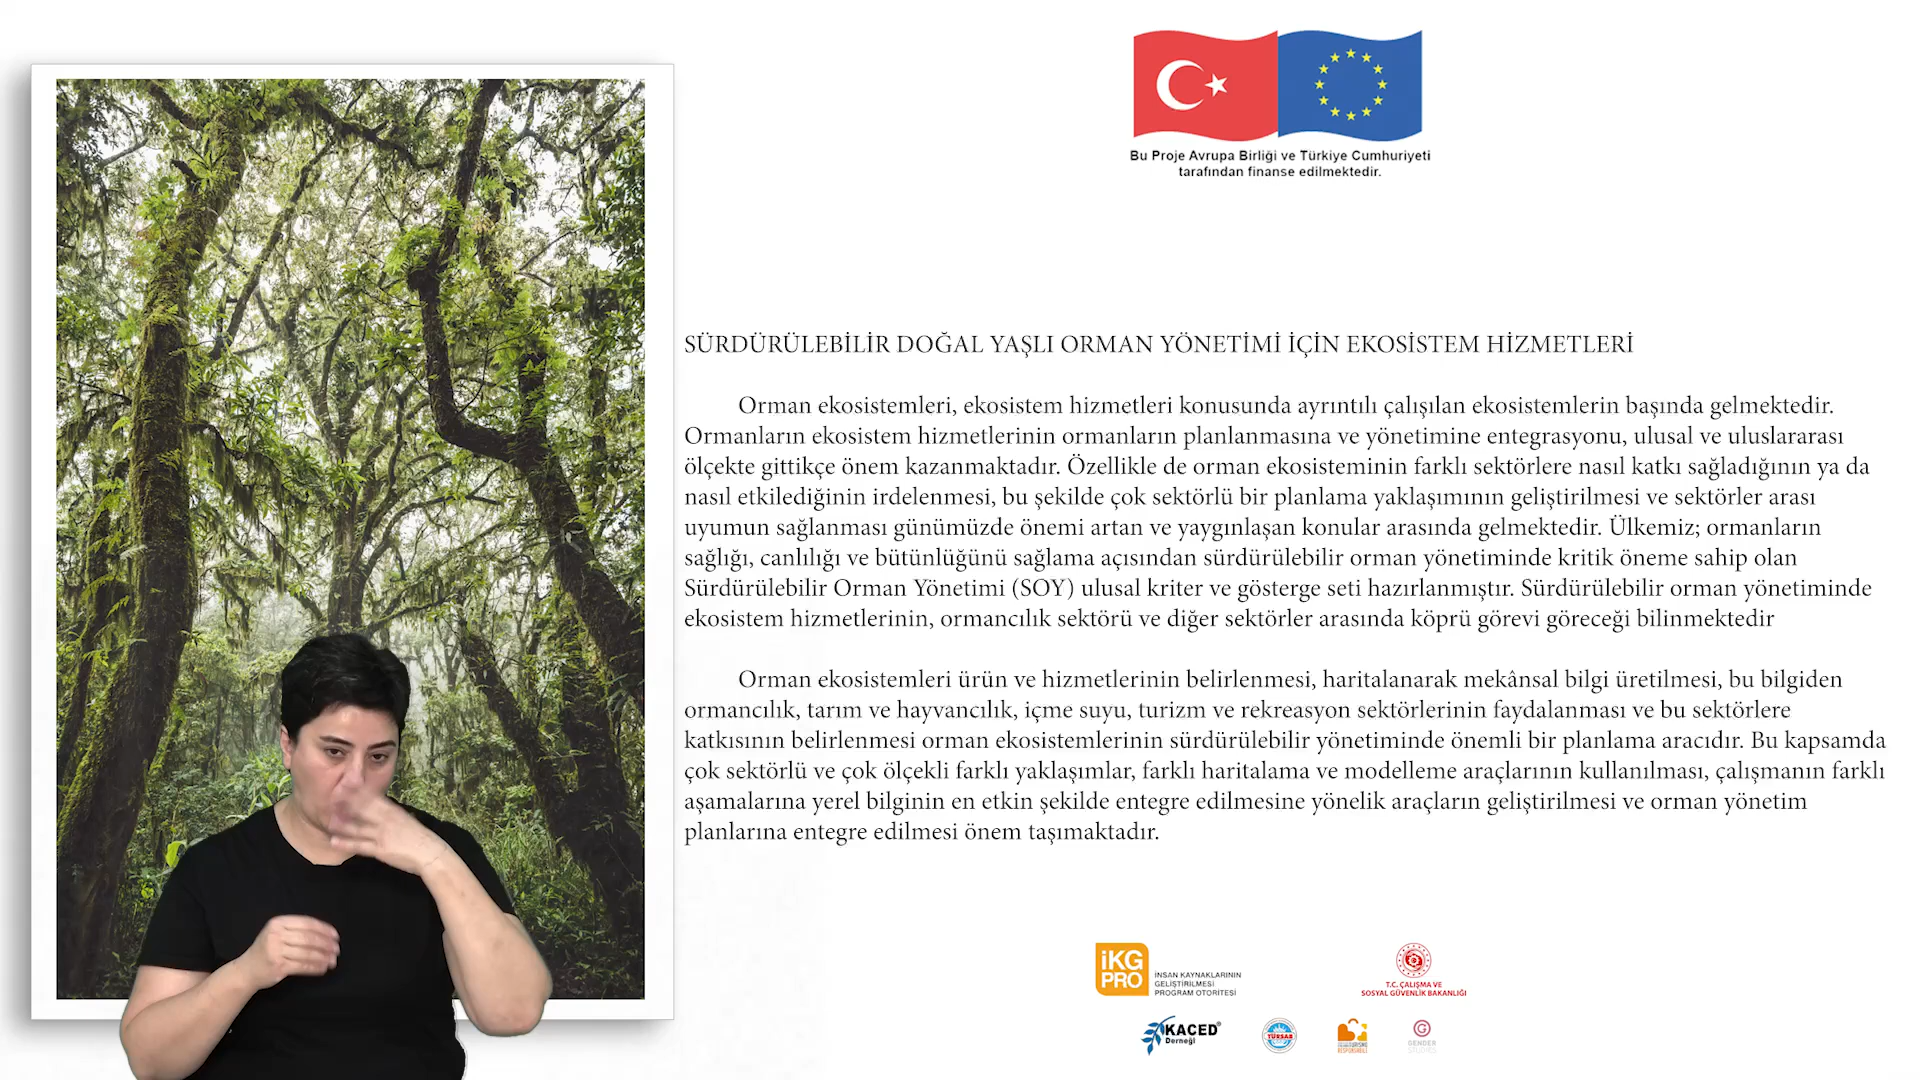 Bu Proje Avrupa Birliği ve Türkiye Cumhuriyeti
tarafından finanse edilmektedir.
SÜRDÜRÜLEBİLİR DOĞAL YAŞLI ORMAN YÖNETİMİ İÇİN EKOSİSTEM HİZMETLERİ
Orman ekosistemleri, ekosistem hizmetleri konusunda ayrıntılı çalışılan ekosistemlerin başında gelmektedir.
Ormanların ekosistem hizmetlerinin ormanların planlanmasına ve yönetimine entegrasyonu, ulusal ve uluslararası
ölçekte gittikçe önem kazanmaktadır. Özellikle de orman ekosisteminin farklı sektörlere nasıl katkı sağladığının ya da
nasıl etkilediğinin irdelenmesi, bu şekilde çok sektörlü bir planlama yaklaşımının geliştirilmesi ve sektörler arası
uyumun sağlanması günümüzde önemi artan ve yaygınlaşan konular arasında gelmektedir. Ülkemiz; ormanların
sağlığı, canlılığı ve bütünlüğünü sağlama açısından sürdürülebilir orman yönetiminde kritik öneme sahip olan
Sürdürülebilir Orman Yönetimi (SOY) ulusal kriter ve gösterge seti hazırlanmıştır. Sürdürülebilir orman yönetiminde
ekosistem hizmetlerinin, ormancılık sektörü ve diğer sektörler arasında köprü görevi göreceği bilinmektedir
Orman ekosistemleri ürün ve hizmetlerinin belirlenmesi, haritalanarak mekânsal bilgi üretilmesi, bu bilgiden
ormancılık, tarım ve hayvancılık, içme suyu, turizm ve rekreasyon sektörlerinin faydalanması ve bu sektörlere
katkısının belirlenmesi orman ekosistemlerinin sürdürülebilir yönetiminde önemli bir planlama aracıdır. Bu kapsamda
çok sektörlü ve çok ölçekli farklı yaklaşımlar, farklı haritalama ve modelleme araçlarının kullanılması, çalışmanın farklı
aşamalarına yerel bilginin en etkin şekilde entegre edilmesine yönelik araçların geliştirilmesi ve orman yönetim
planlarına entegre edilmesi önem taşımaktadır.
iKG
PRO
İNSAN KAYNAKLARININ
GELİŞTİRİLMESİ
PROGRAM OTORİTESİ
T.C. ÇALIŞMA VE
SOSYAL GÜVENLİK BAKANLIĞI
KACED®
Derneği
TÜRSAB
RESPONSABILE
G
GENDER
STUDIES